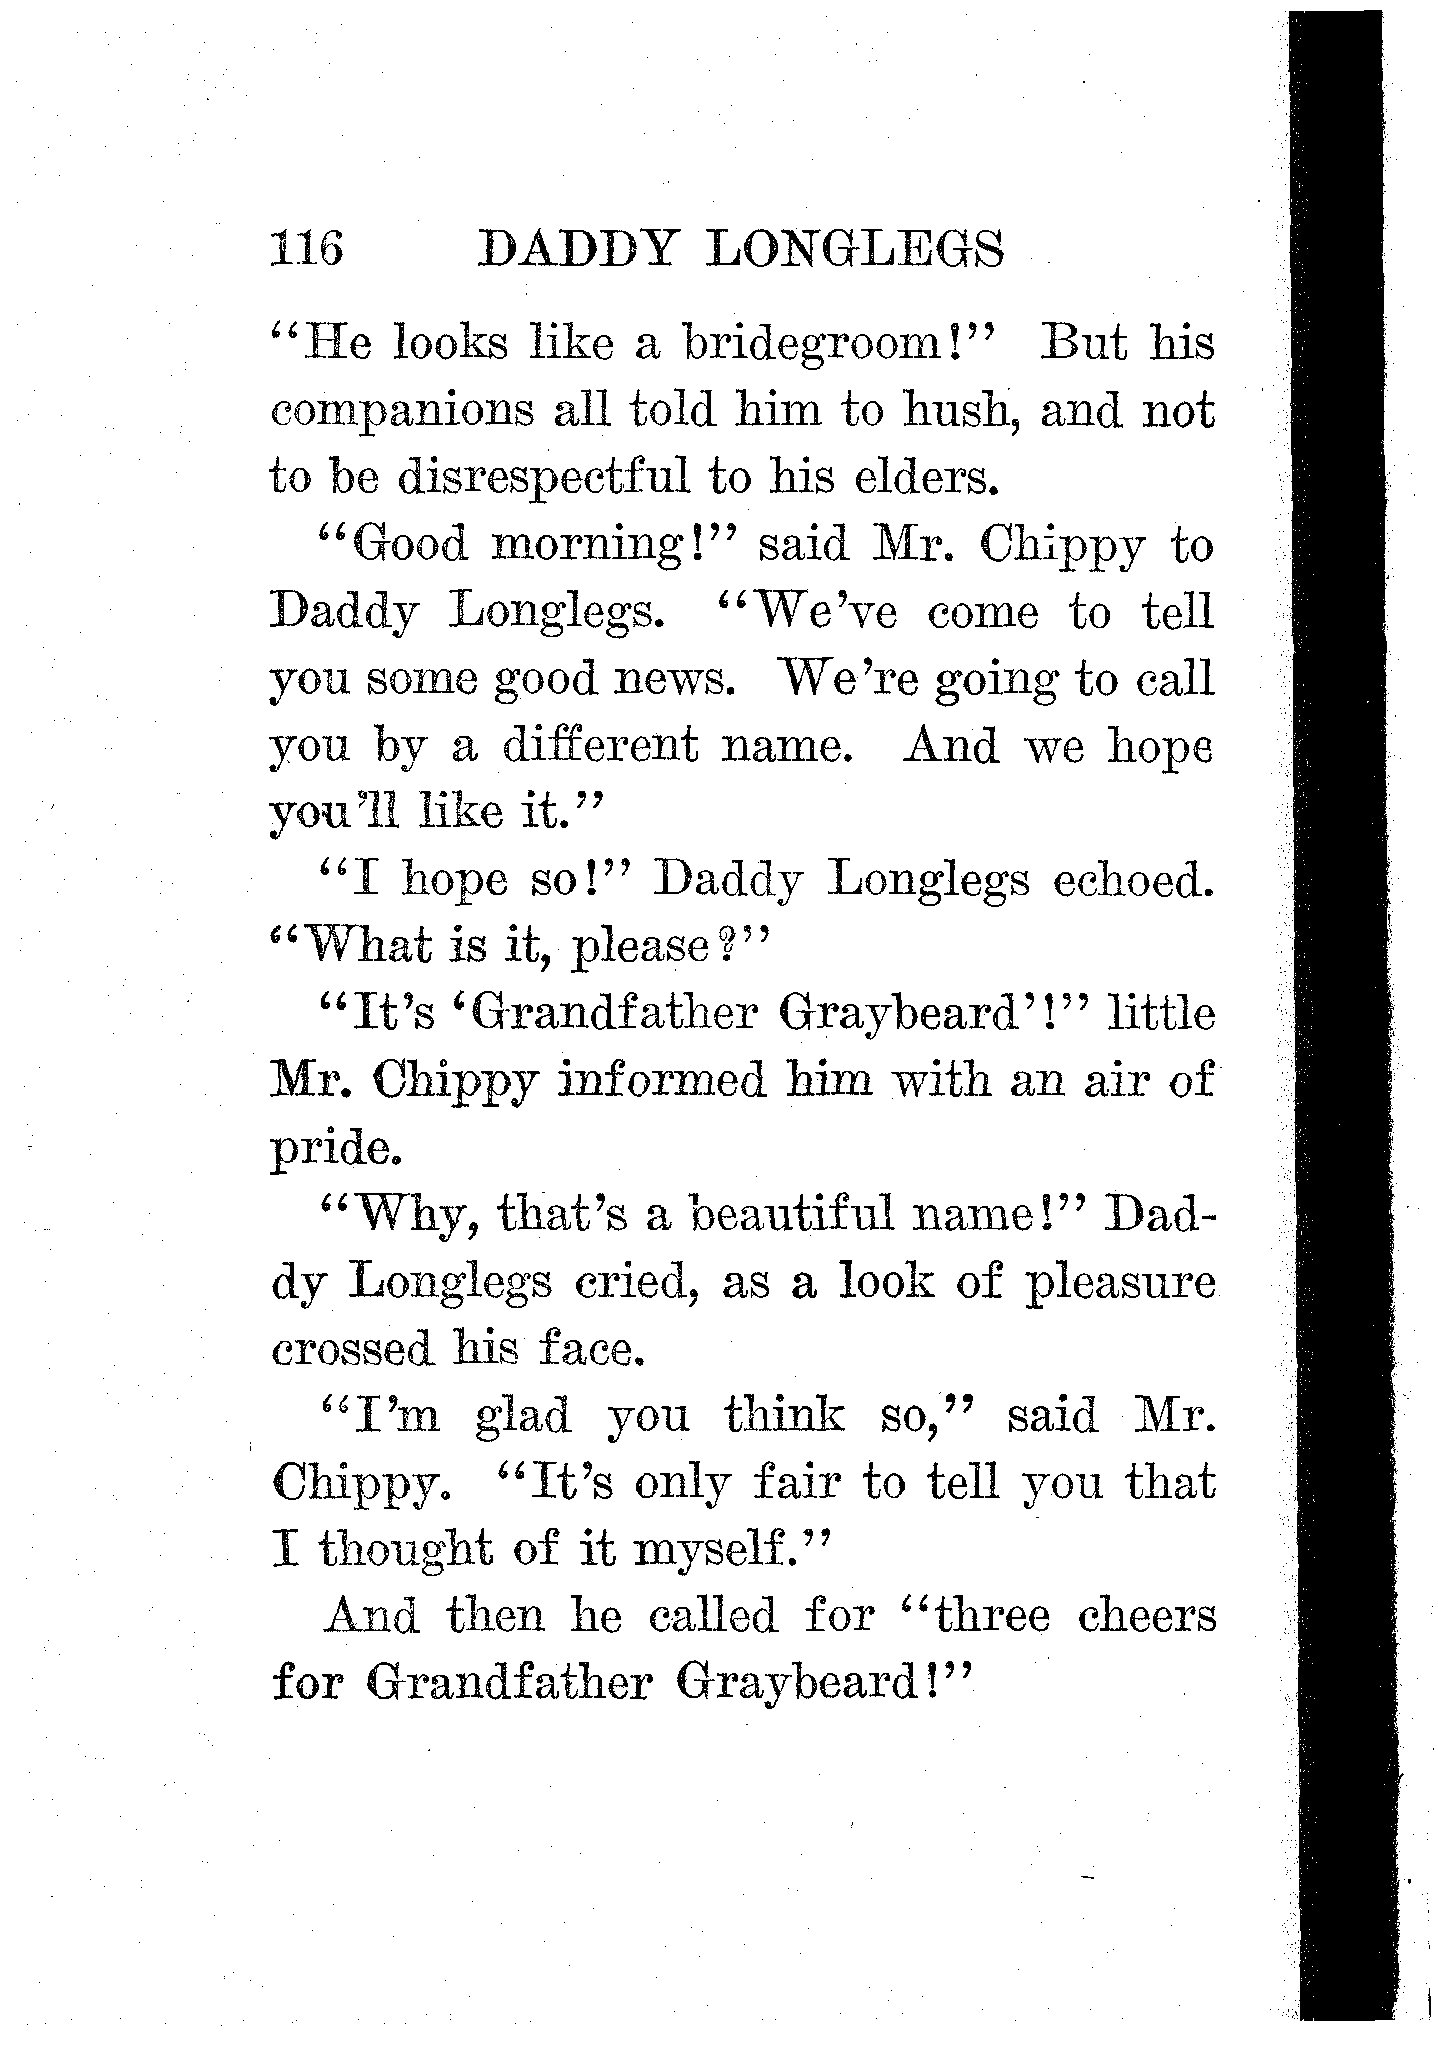 116 DADDY LONGLEGS
"He looks like a bridegroom!" But his
companions all told him to hush, and not
to be disrespectful to his elders.
"Good morning!" said Mr. Chippy to
Daddy Longlegs. "We've come to tell
you some good news. We're going to call
you by a different name. And we hope
you'll like it."
"I hope so!" Daddy Longlegs echoed.
"What is it, please?"
"It's 'Grandfather Graybeard'!" little
Mr. Chippy informed him with an air of
pride.
"Why, that's a beautiful name!" Dad-
dy Longlegs cried, as a look of pleasure
crossed his face.
"I'm glad you think so," said Mr.
Chippy. "It's only fair to tell you that
I thought of it myself."
And then he called for "three cheers
for Grandfather Graybeard!"